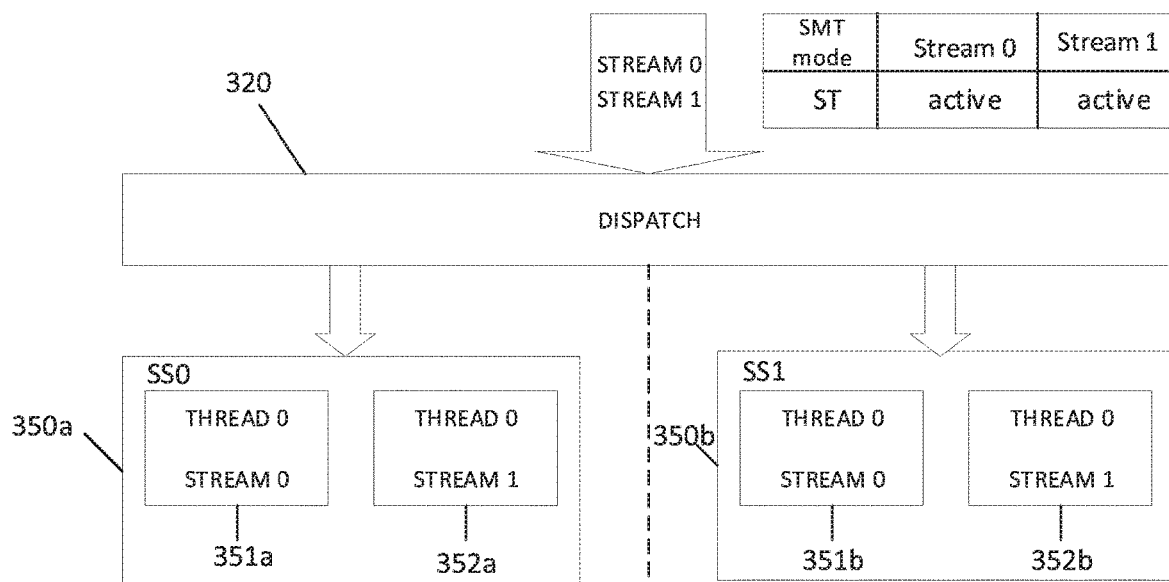 STREAM 0
STREAM 1
SMT mode Stream 0 Stream 1
ST active active
320
DISPATCH
SS0
THREAD 0 THREAD 0
STREAM 0 STREAM 1
350a
351a 352a
SS1
THREAD 0 THREAD 0
STREAM 0 STREAM 1
350b
351b 352b